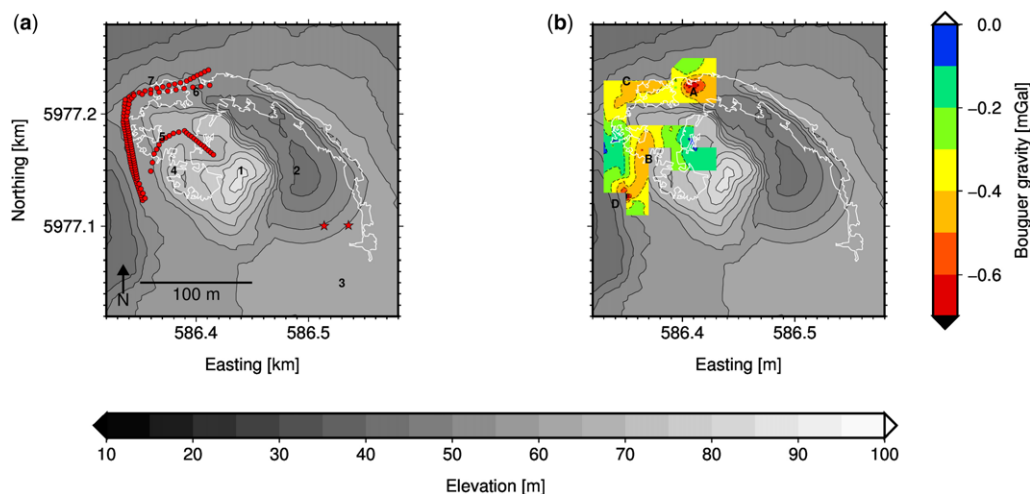 (a)
(b)
7
6
5
4
1
2
3
N
100 m
5977.2
5977.1
586.4
586.5
Northing [km]
Easting [km]
C
A
B
D
586.4
586.5
Easting [m]
0.0
−0.2
−0.4
−0.6
Bouguer gravity [mGal]
10 20 30 40 50 60 70 80 90 100
Elevation [m]